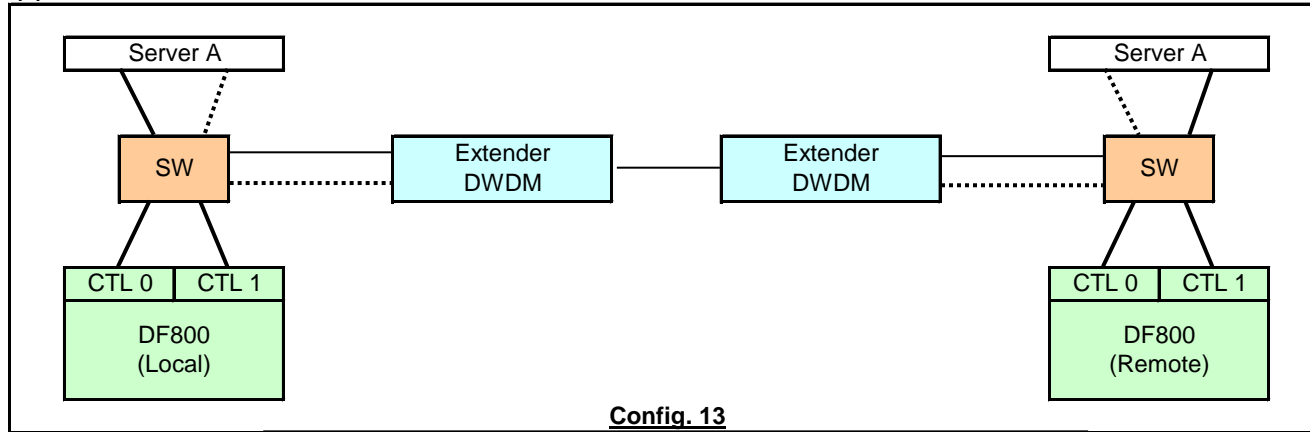 Server A
Server A
SW
Extender
DWDM
Extender
DWDM
SW
CTL 0
CTL 1
CTL 0
CTL 1
DF800
(Local)
DF800
(Remote)
Config. 13